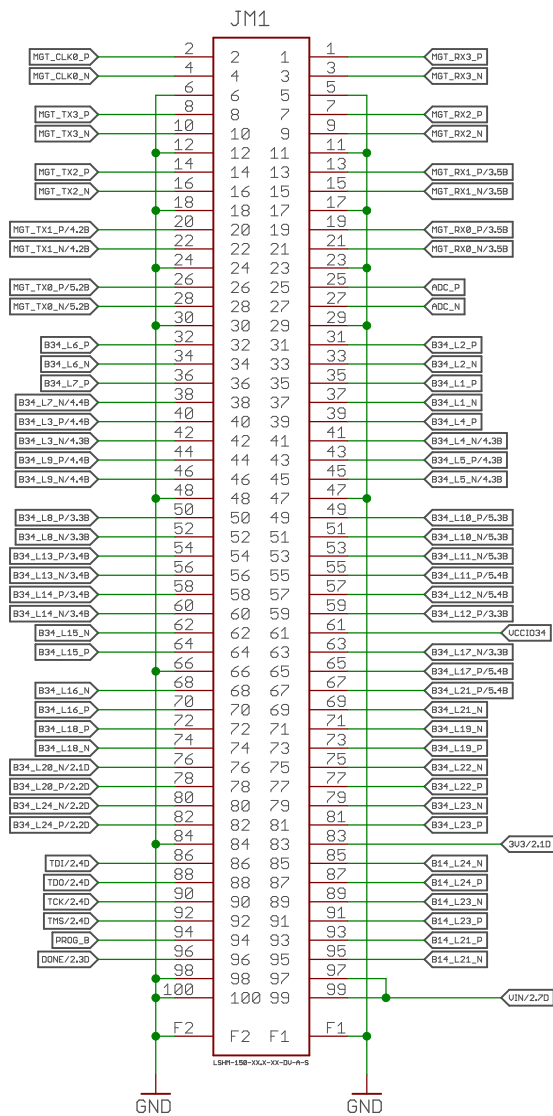 JM1
MGT_CLK0_P 2 2 1 1 MGT_RX3_P
MGT_CLK0_N 4 4 3 3 MGT_RX3_N
6 6 5 5
MGT_TX3_P 8 8 7 7 MGT_RX2_P
MGT_TX3_N 10 10 9 9 MGT_RX2_N
12 12 11 11
MGT_TX2_P 14 14 13 13 MGT_RX1_P/3.5B
MGT_TX2_N 16 16 15 15 MGT_RX1_N/3.5B
18 18 17 17
MGT_TX1_P/4.2B 20 20 19 19 MGT_RX0_P/3.5B
MGT_TX1_N/4.2B 22 22 21 21 MGT_RX0_N/3.5B
24 24 23 23
MGT_TX0_P/5.2B 26 26 25 25 ADC_P
MGT_TX0_N/5.2B 28 28 27 27 ADC_N
30 30 29 29
B34_L6_P 32 32 31 31 B34_L2_P
B34_L6_N 34 34 33 33 B34_L2_N
B34_L7_P 36 36 35 35 B34_L1_P
B34_L7_N/4.4B 38 38 37 37 B34_L1_N
B34_L3_P/4.4B 40 40 39 39 B34_L4_P
B34_L3_N/4.3B 42 42 41 41 B34_L4_N/4.3B
B34_L9_P/4.4B 44 44 43 43 B34_L5_P/4.3B
B34_L9_N/4.4B 46 46 45 45 B34_L5_N/4.3B
48 48 47 47
B34_L8_P/3.3B 50 50 49 49 B34_L10_P/5.3B
B34_L8_N/3.3B 52 52 51 51 B34_L10_N/5.3B
B34_L13_P/3.4B 54 54 53 53 B34_L11_N/5.3B
B34_L13_N/3.4B 56 56 55 55 B34_L11_P/5.4B
B34_L14_P/3.4B 58 58 57 57 B34_L12_N/5.4B
B34_L14_N/3.4B 60 60 59 59 B34_L12_P/3.3B
B34_L15_N 62 62 61 61 VCCIO34
B34_L15_P 64 64 63 63 B34_L17_N/3.3B
66 66 65 65 B34_L17_P/5.4B
B34_L16_N 68 68 67 67 B34_L21_P/5.4B
B34_L16_P 70 70 69 69 B34_L21_N
B34_L18_P 72 72 71 71 B34_L19_N
B34_L18_N 74 74 73 73 B34_L19_P
B34_L20_N/2.1D 76 76 75 75 B34_L22_N
B34_L20_P/2.2D 78 78 77 77 B34_L22_P
B34_L24_N/2.2D 80 80 79 79 B34_L23_N
B34_L24_P/2.2D 82 82 81 81 B34_L23_P
84 84 83 83 3V3/2.1D
TDI/2.4D 86 86 85 85 B14_L24_N
TDO/2.4D 88 88 87 87 B14_L24_P
TCK/2.4D 90 90 89 89 B14_L23_N
TMS/2.4D 92 92 91 91 B14_L23_P
PROG_B 94 94 93 93 B14_L21_P
DONE/2.3D 96 96 95 95 B14_L21_N
98 98 97 97
100 100 99 99 VIN/2.7D
F2 F2 F1 F1
LSHM-150-XX.X-XX-DV-A-S
GND GND